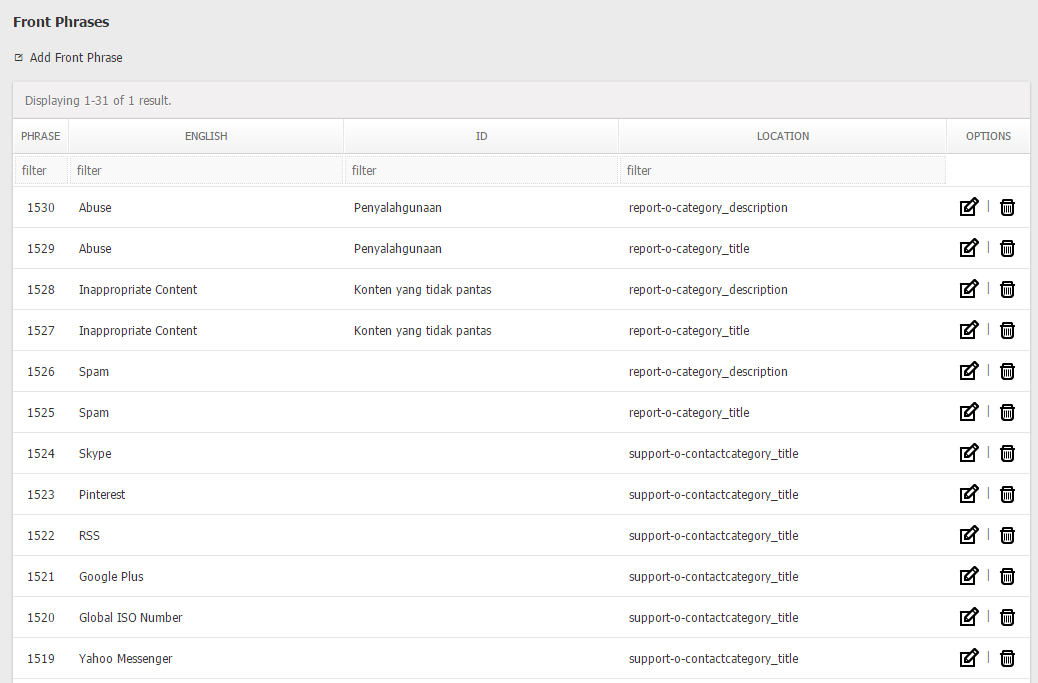 Front Phrases
Add Front Phrase
Displaying 1-31 of 1 result.
PHRASE ENGLISH ID LOCATION OPTIONS
filter filter filter filter
1530 Abuse Penyalahgunaan report-o-category_description |
1529 Abuse Penyalahgunaan report-o-category_title |
1528 Inappropriate Content Konten yang tidak pantas report-o-category_description |
1527 Inappropriate Content Konten yang tidak pantas report-o-category_title |
1526 Spam report-o-category_description |
1525 Spam report-o-category_title |
1524 Skype support-o-contactcategory_title |
1523 Pinterest support-o-contactcategory_title |
1522 RSS support-o-contactcategory_title |
1521 Google Plus support-o-contactcategory_title |
1520 Global ISO Number support-o-contactcategory_title |
1519 Yahoo Messenger support-o-contactcategory_title |